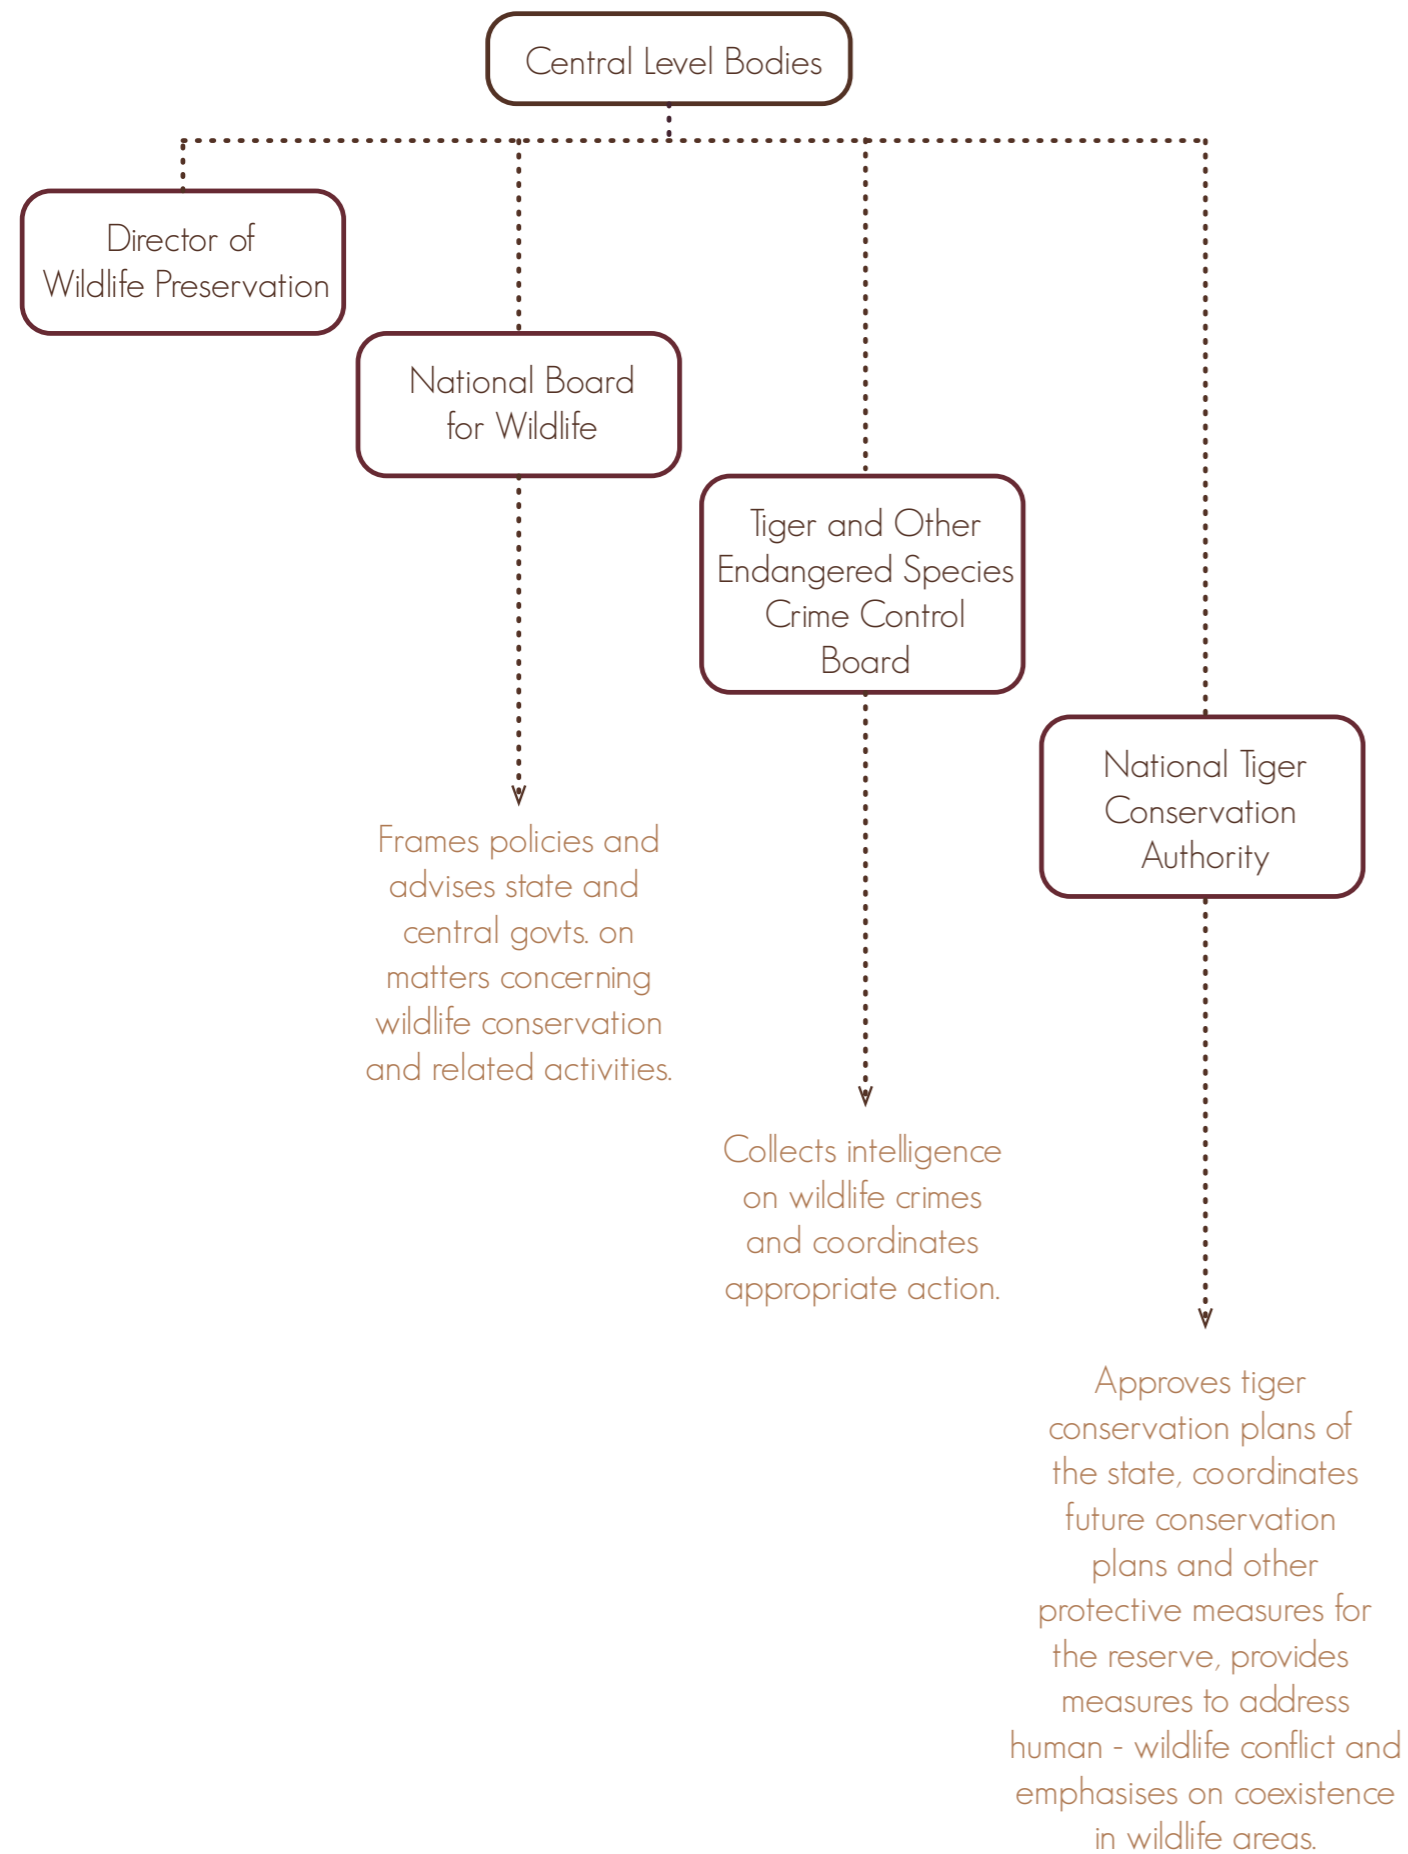 Central Level Bodies
Director of
Wildlife Preservation
National Board
for Wildlife
Tiger and Other
Endangered Species
Crime Control
Board
National Tiger
Conservation
Authority
Frames policies and
advises state and
central govts. on
matters concerning
wildlife conservation
and related activities.
Collects intelligence
on wildlife crimes
and coordinates
appropriate action.
Approves tiger
conservation plans of
the state, coordinates
future conservation
plans and other
protective measures for
the reserve, provides
measures to address
human - wildlife conflict and
emphasises on coexistence
in wildlife areas.